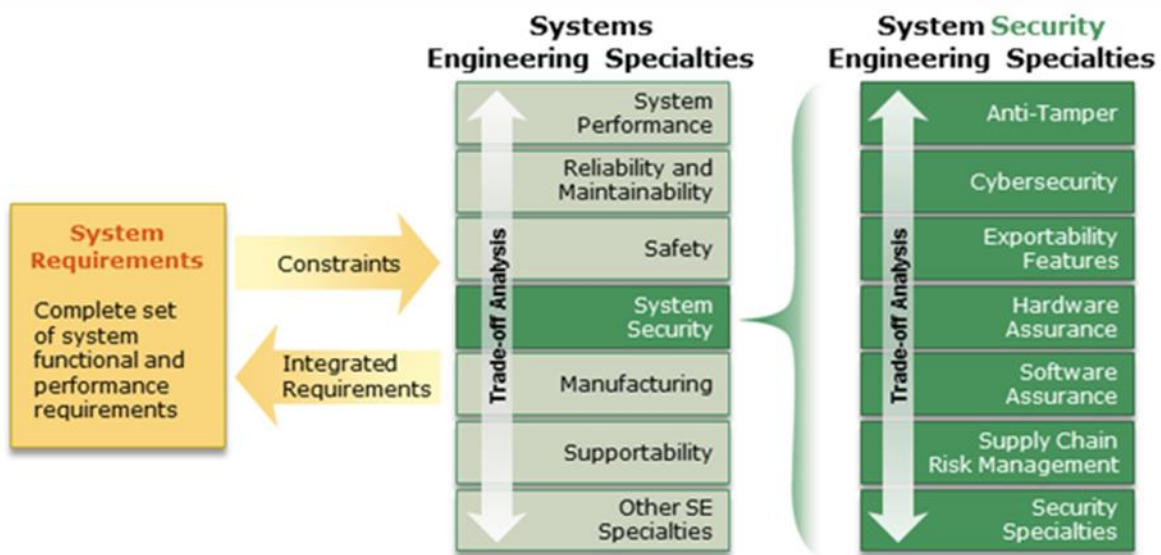 Systems
Engineering Specialties
System Security
Engineering Specialties
System Requirements
Complete set
of system
functional and
performance
requirements
Constraints
Integrated
Requirements
Trade-off Analysis
System
Performance
Reliability and
Maintainability
Safety
System
Security
Manufacturing
Supportability
Other SE
Specialties
Trade-off Analysis
Anti-Tamper
Cybersecurity
Exportability
Features
Hardware
Assurance
Software
Assurance
Supply Chain
Risk Management
Security
Specialties